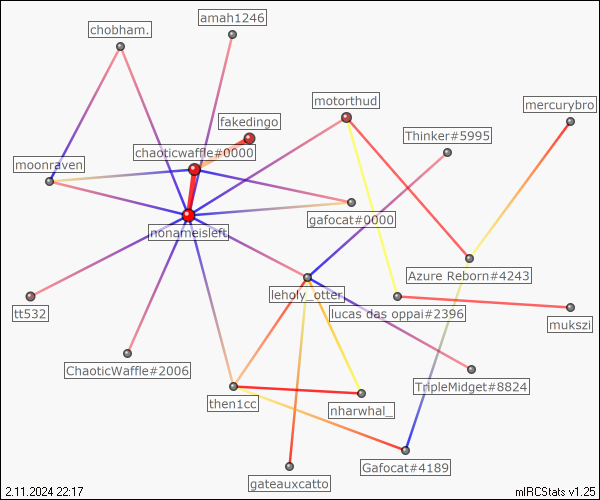 amah1246
chobham.
motorthud
mercurybro
fakedingo
Thinker#5995
chaoticwaffle#0000
moonraven
gafocat#0000
nonameisleft
Azure Reborn#4243
leholy_otter
lucas das oppai#2396
tt532
mukszi
ChaoticWaffle#2006
TripleMidget#8824
then1cc
nharwhal_
Gafocat#4189
gateauxcatto
2.11.2024 22:17
mIRCStats v1.25